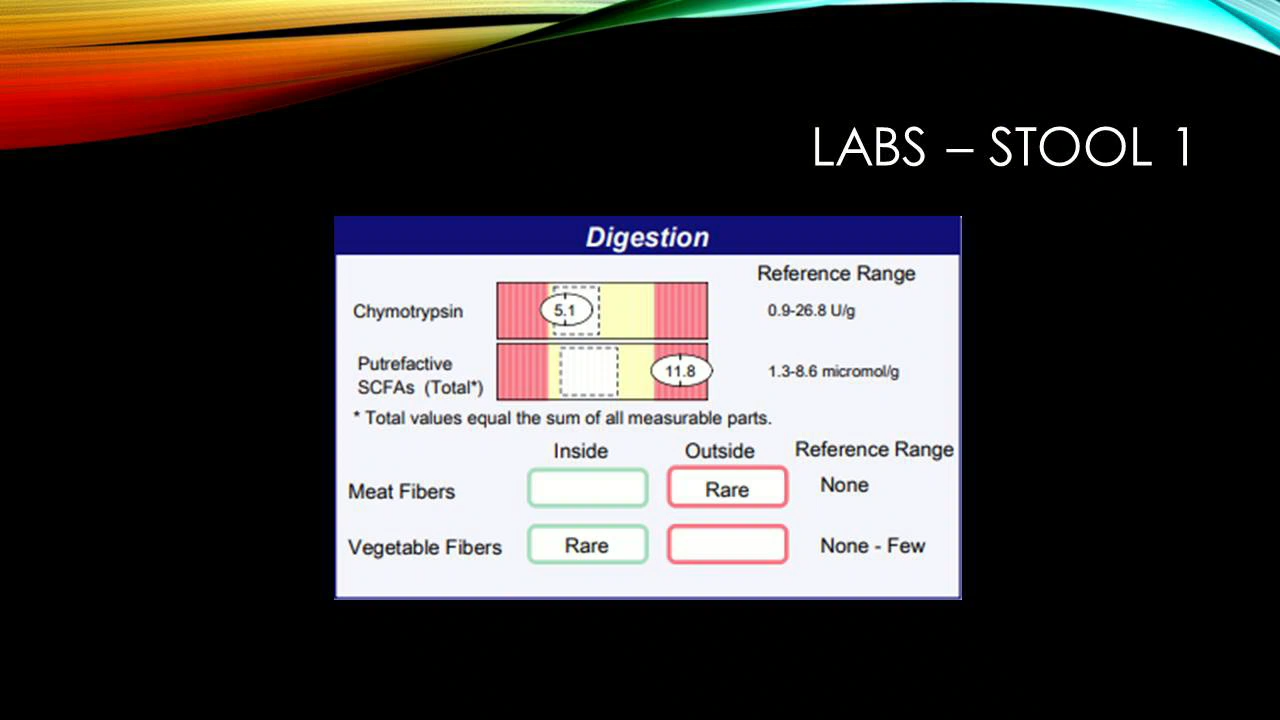 LABS – STOOL 1
Digestion
Reference Range
Chymotrypsin 5.1 0.9-26.8 U/g
Putrefactive
SCFAs (Total*) 11.8 1.3-8.6 micromol/g
* Total values equal the sum of all measurable parts.
Inside Outside Reference Range
Meat Fibers Rare None
Vegetable Fibers Rare None - Few